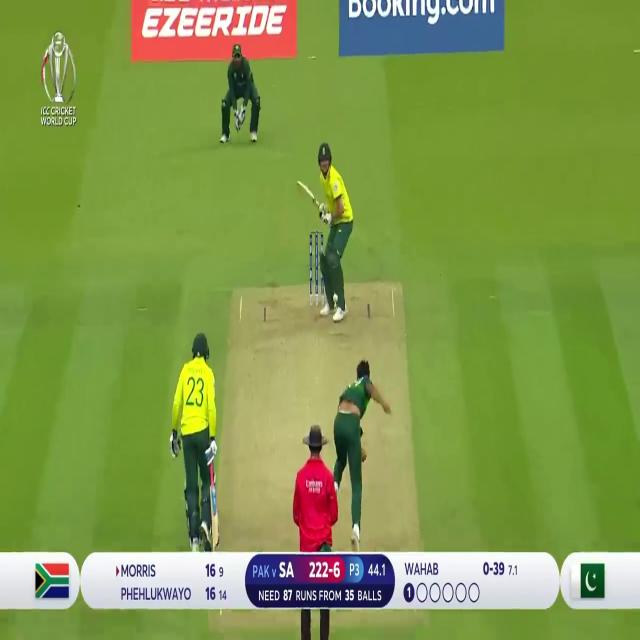 EZEERIDE
Booking.com
ICC CRICKET
WORLD CUP
23
Emirates
MORRIS 16 9
PHEHLUKWAYO 16 14
PAK v SA 222-6 P3 44.1
NEED 87 RUNS FROM 35 BALLS
WAHAB 0-39 7.1
1